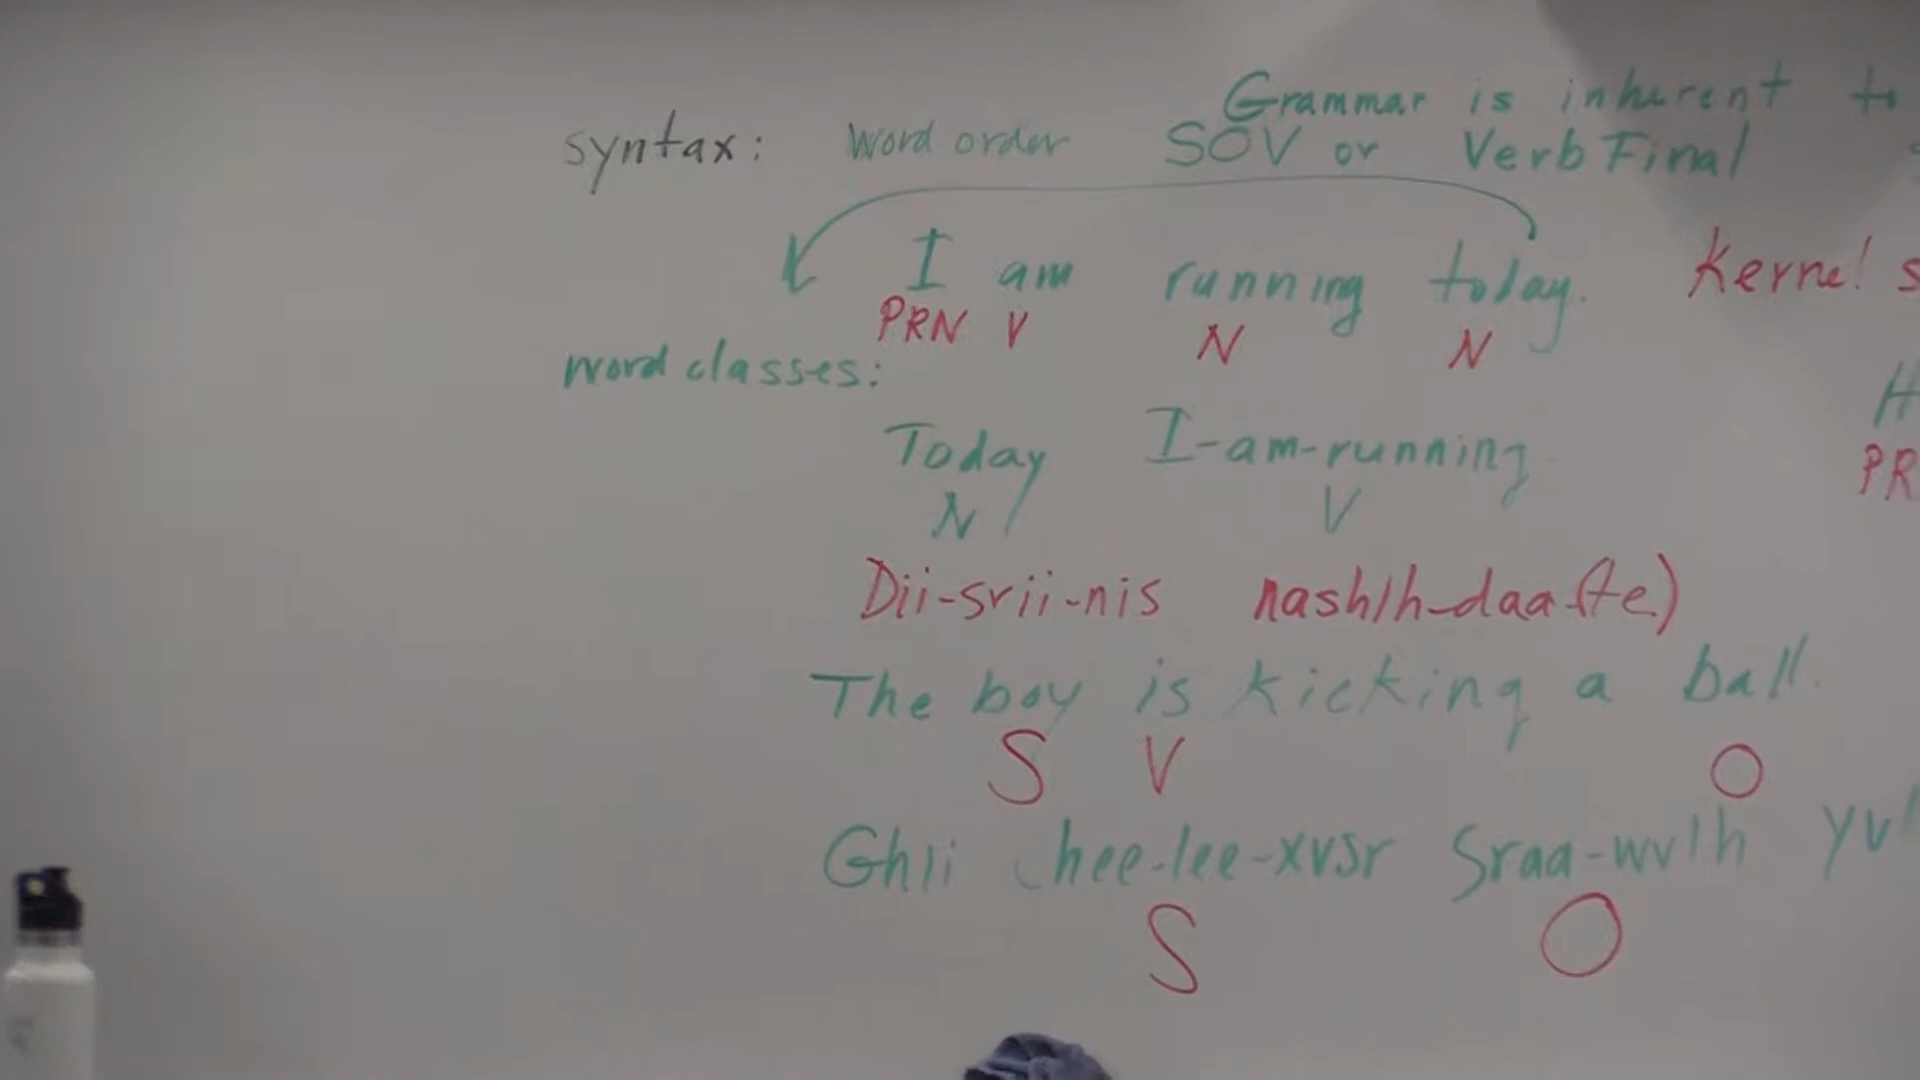 Grammar is inherent to
syntax: word order SOV or Verb Final
I am running today. Kernel s
PRN V N N
word classes:
Today I-am-running
N V
PR
Dii-srii-nis nash/h-daa-(te)
The boy is kicking a ball.
S V O
Ghii chee-lee-xvsr Sraa-wvlh yv
S O